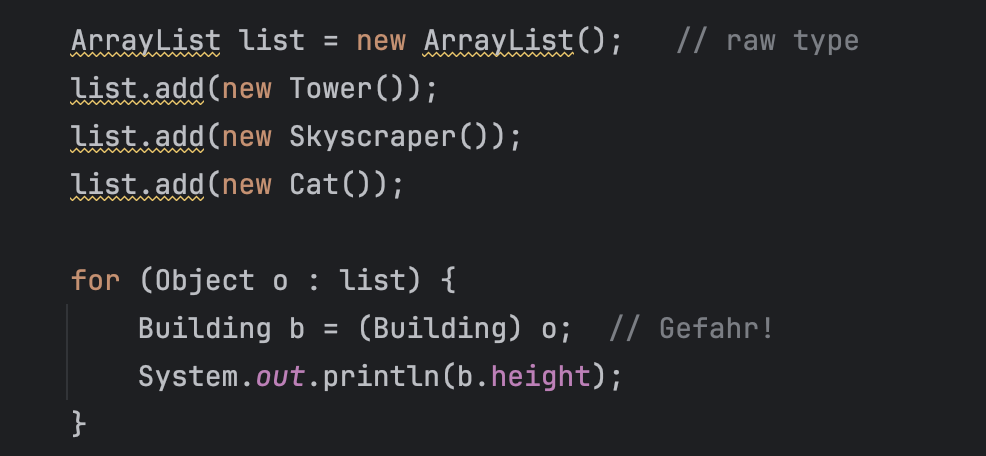 ArrayList list = new ArrayList();   // raw type
list.add(new Tower());
list.add(new Skyscraper());
list.add(new Cat());
for (Object o : list) {
    Building b = (Building) o;  // Gefahr!
    System.out.println(b.height);
}